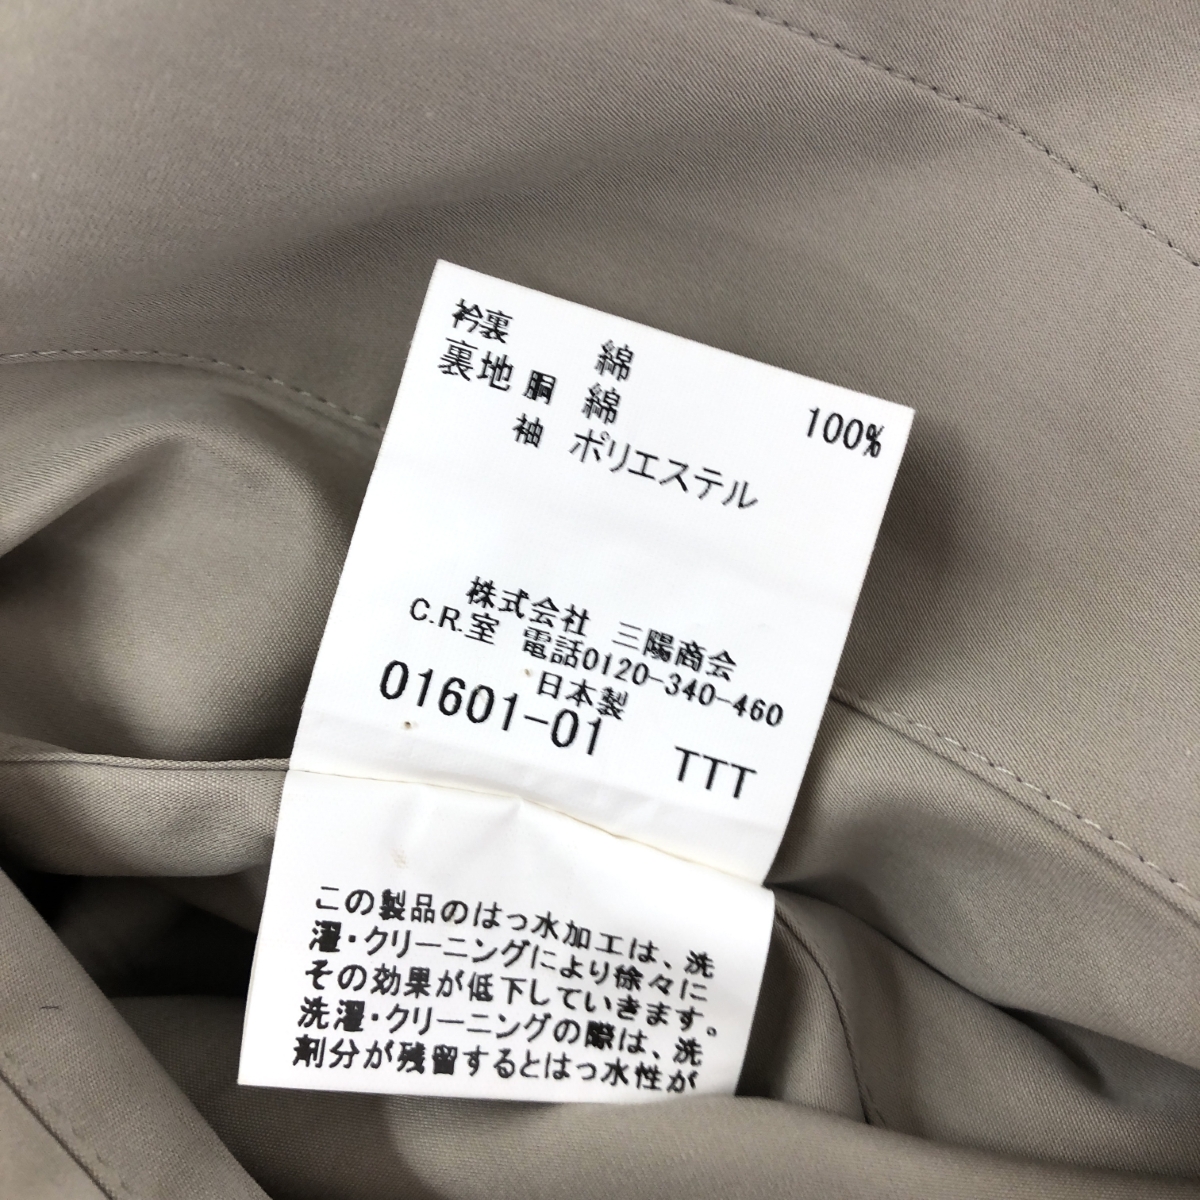 衿裏 綿
裏地 胴 綿 100%
袖 ポリエステル
株式会社 三陽商会
C.R.室 電話0120-340-460
日本製
01601-01 TTT
この製品のはっ水加工は、洗
濯・クリーニングにより徐々に
その効果が低下していきます。
洗濯・クリーニングの際は、洗
剤分が残留するとはっ水性が